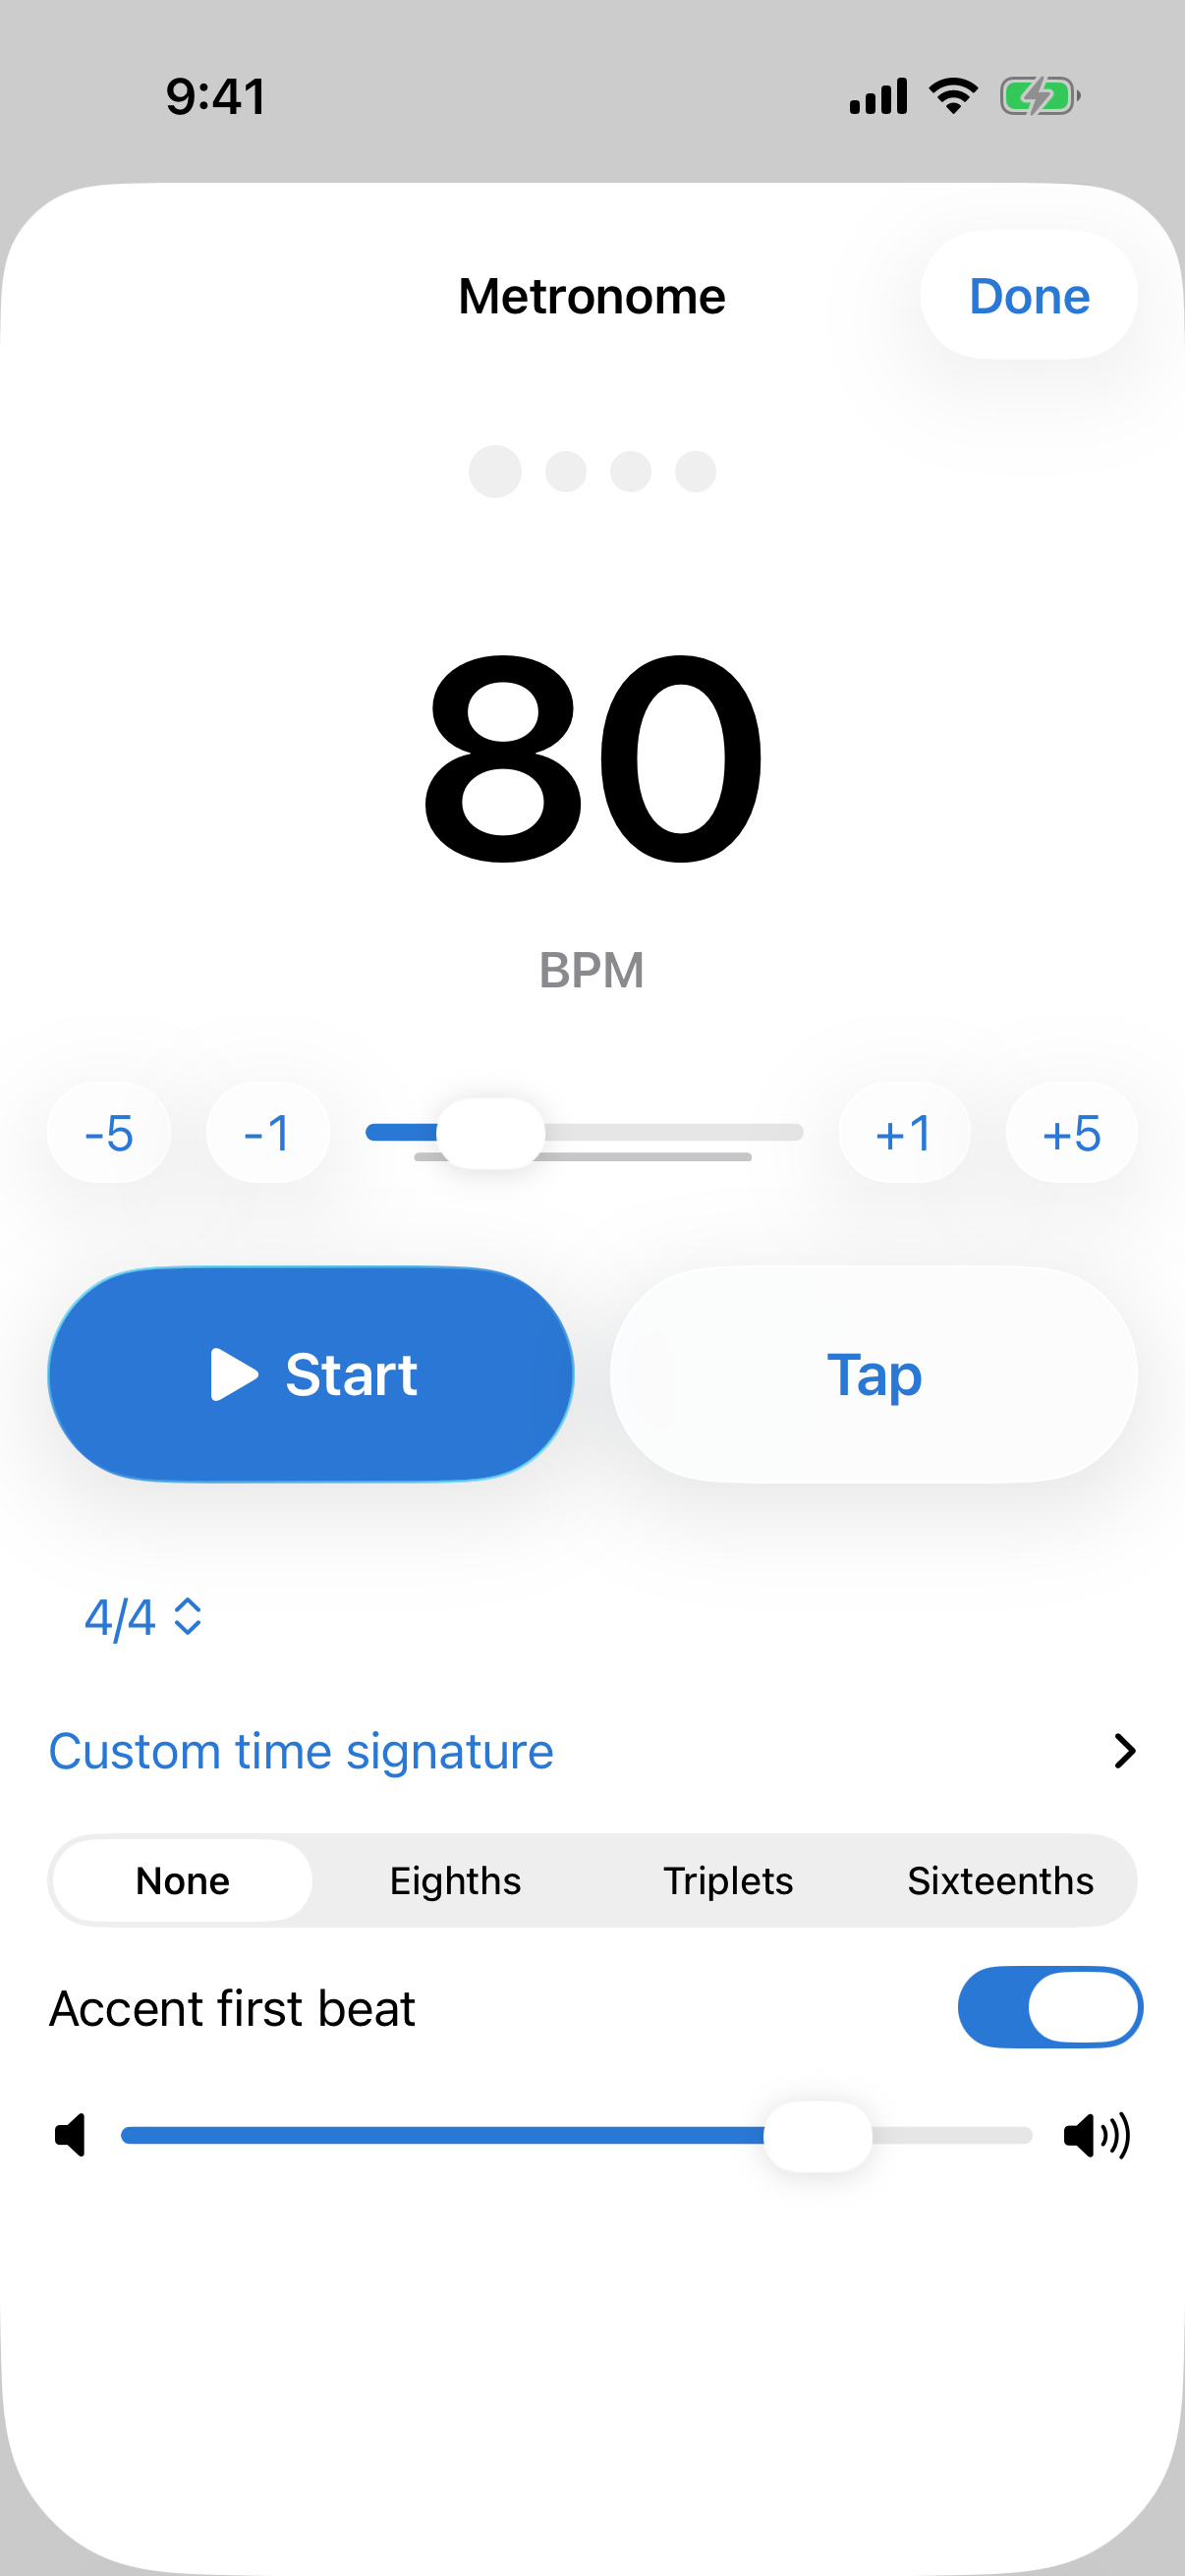 9:41
Metronome
Done
80
BPM
-5
-1
+1
+5
Start
Tap
4/4
Custom time signature
None
Eighths
Triplets
Sixteenths
Accent first beat